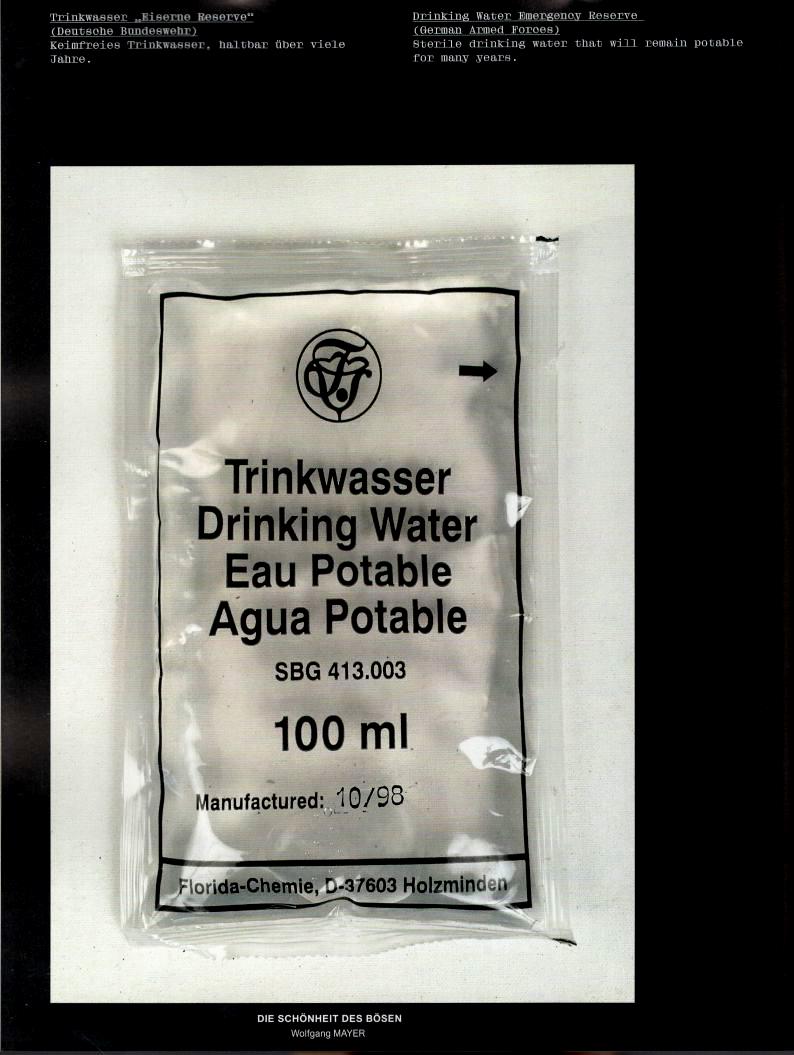 Trinkwasser „Eiserne Reserve“
(Deutsche Bundeswehr)
Keimfreies Trinkwasser, haltbar über viele
Jahre.
Drinking Water Emergency Reserve
(German Armed Forces)
Sterile drinking water that will remain potable
for many years.
Trinkwasser
Drinking Water
Eau Potable
Agua Potable
SBG 413.003
100 ml
Manufactured: 10/98
Florida-Chemie, D-37603 Holzminden
DIE SCHÖNHEIT DES BÖSEN
Wolfgang MAYER